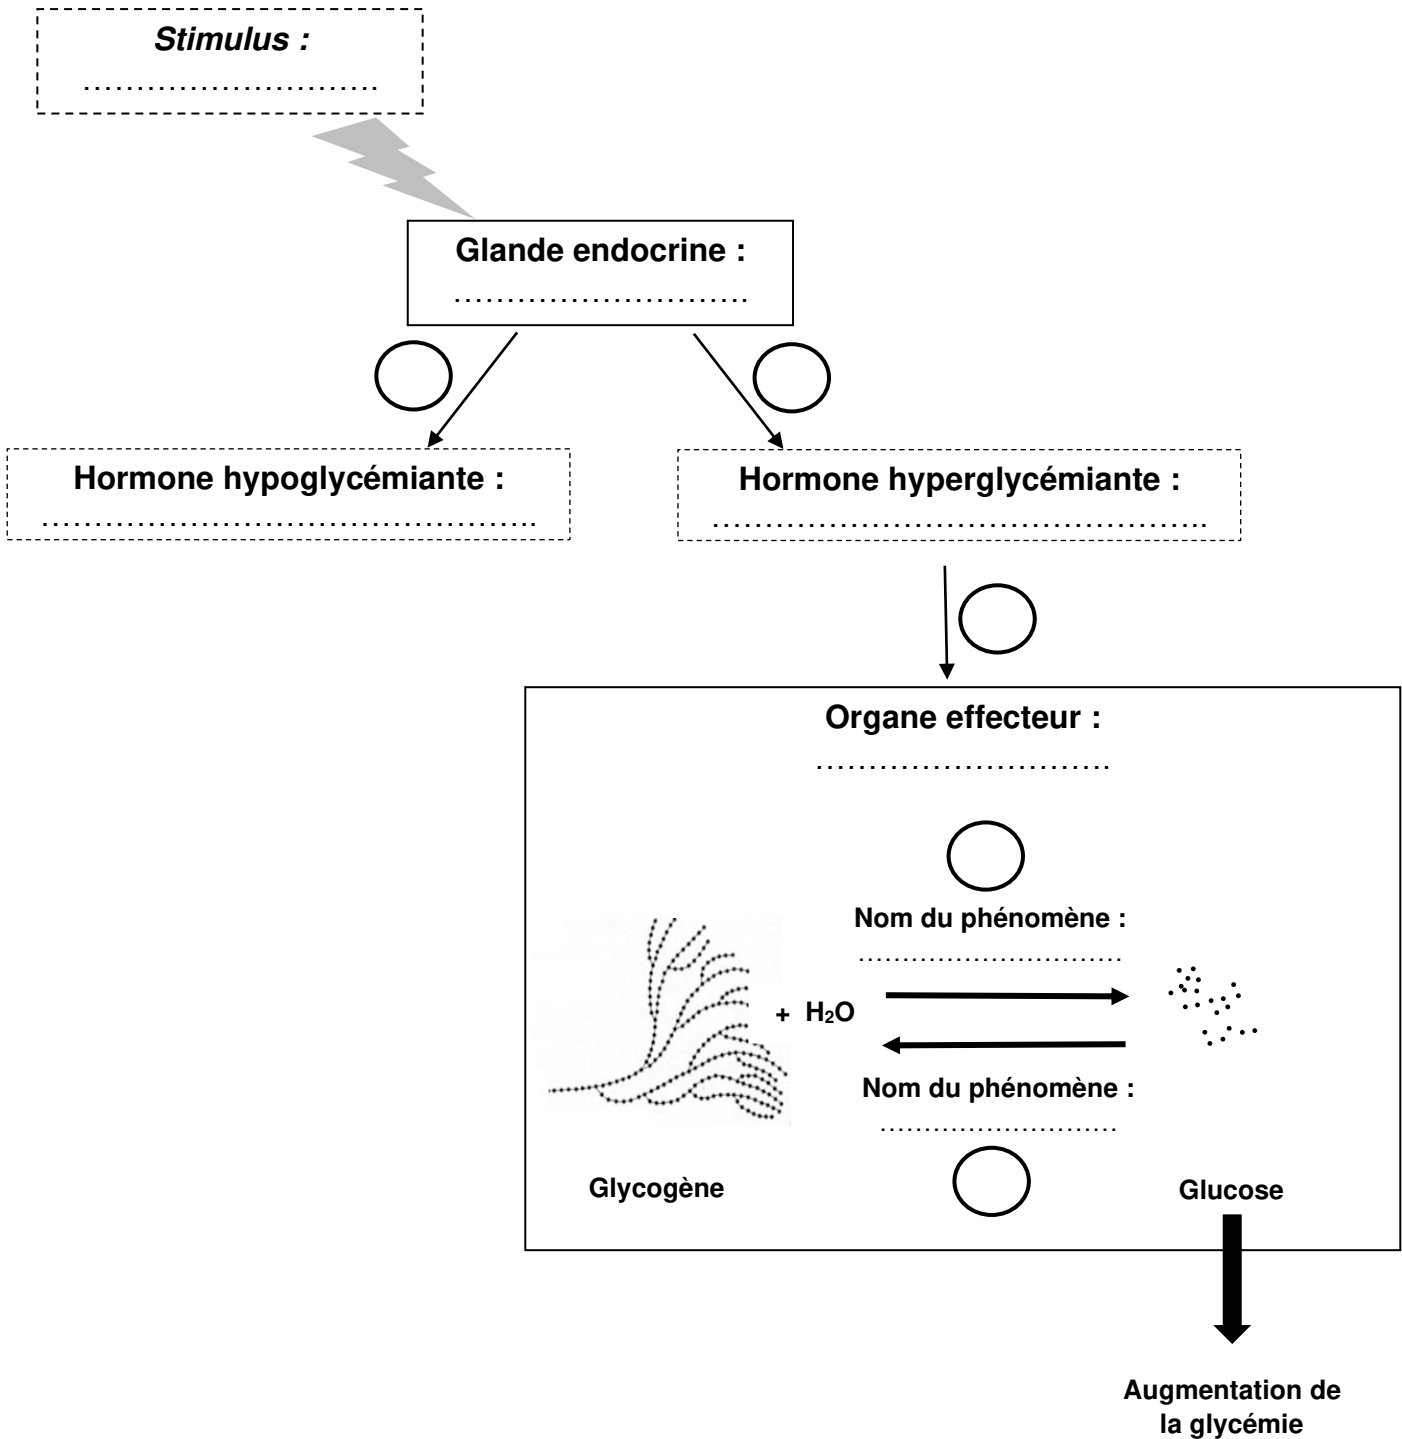 Stimulus :
............................
Glande endocrine :
............................
Hormone hypoglycémiante :
...............................................
Hormone hyperglycémiante :
...............................................
Organe effecteur :
............................
Nom du phénomène :
..............................
+ H₂O
Nom du phénomène :
...........................
Glycogène
Glucose
Augmentation de
la glycémie